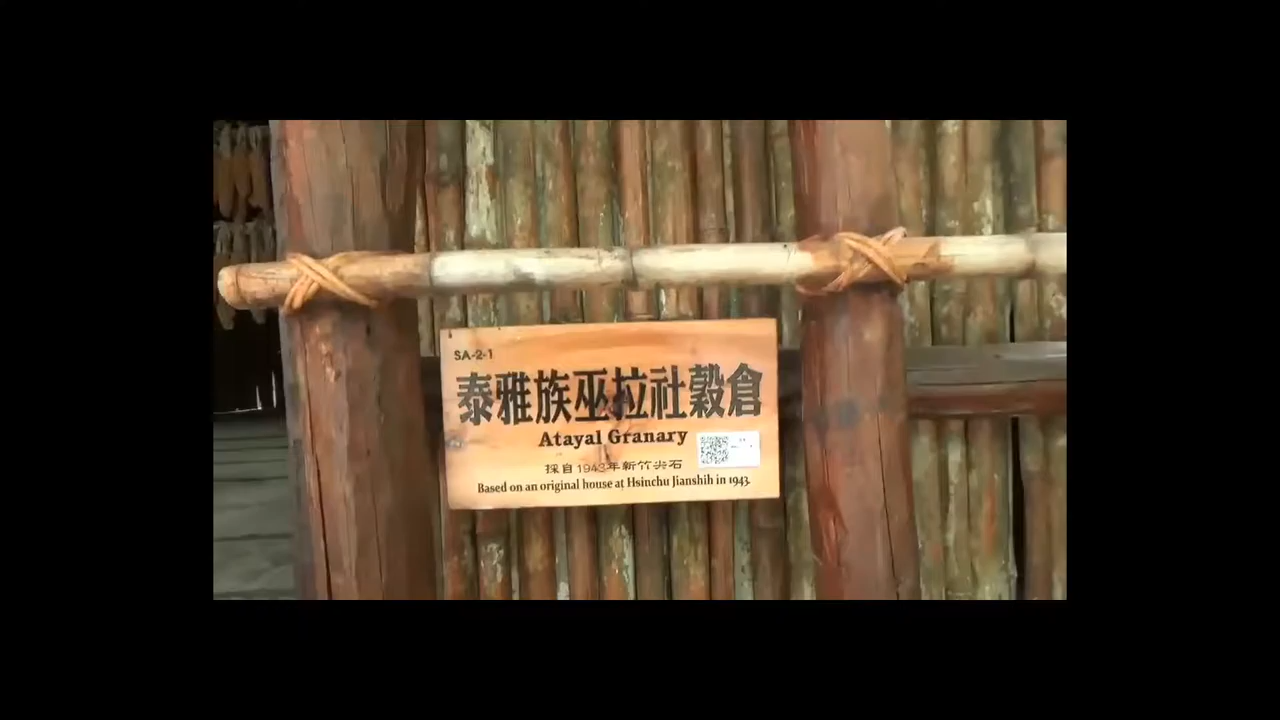 SA-2-1
泰雅族巫拉社穀倉
Atayal Granary
採自1943年新竹尖石
Based on an original house at Hsinchu Jianshih in 1943.